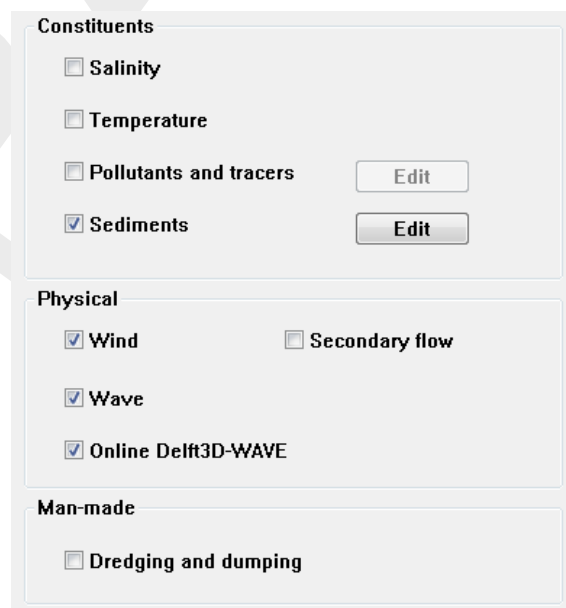 Constituents
Salinity
Temperature
Pollutants and tracers Edit
Sediments Edit
Physical
Wind Secondary flow
Wave
Online Delft3D-WAVE
Man-made
Dredging and dumping